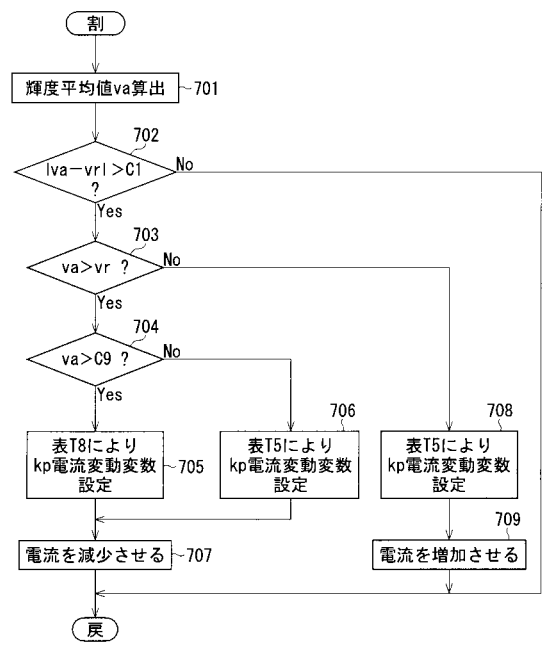 割
輝度平均値va算出
701
702
|va-vr|>C1
?
No
Yes
703
va>vr ?
No
Yes
704
va>C9 ?
No
Yes
表T8により
kp電流変動変数
設定
705
706
表T5により
kp電流変動変数
設定
708
表T5により
kp電流変動変数
設定
電流を減少させる
707
709
電流を増加させる
戻